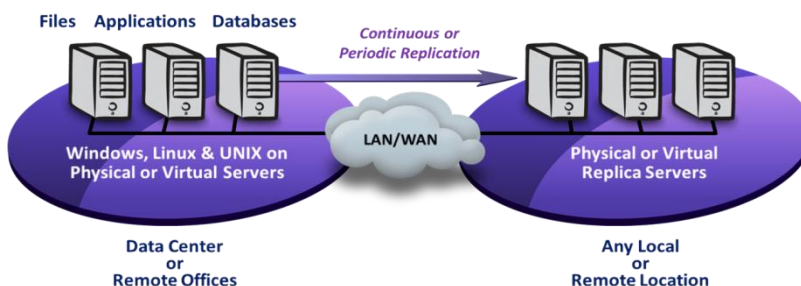 Files Applications Databases
Continuous or
Periodic Replication
LAN/WAN
Windows, Linux & UNIX on
Physical or Virtual Servers
Physical or Virtual
Replica Servers
Data Center
or
Remote Offices
Any Local
or
Remote Location